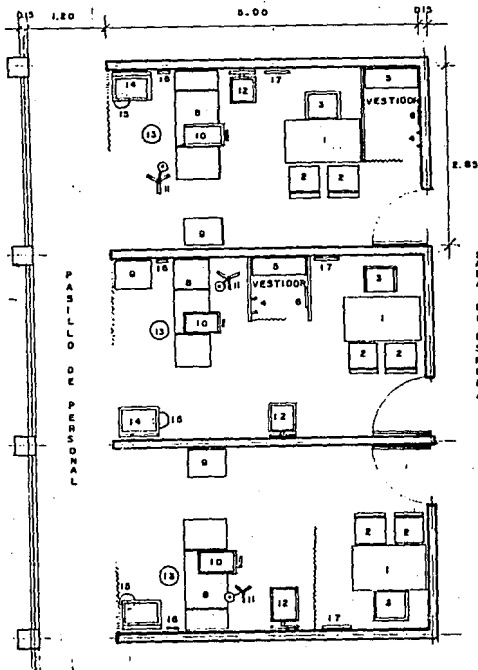 0.15 1.20 5.00 0.15
14 16 8 12 17 5
VESTIDOR
15 13 10 3 1 6
4
11 2 2
2.85
9
9 16 8 11 5 17 3
VESTIDOR
4 6
13 10 1
2 2
14 15 12
PASILLO DE PERSONAL
9
2 2
10
13 1
15 8 11 12 3
16 17